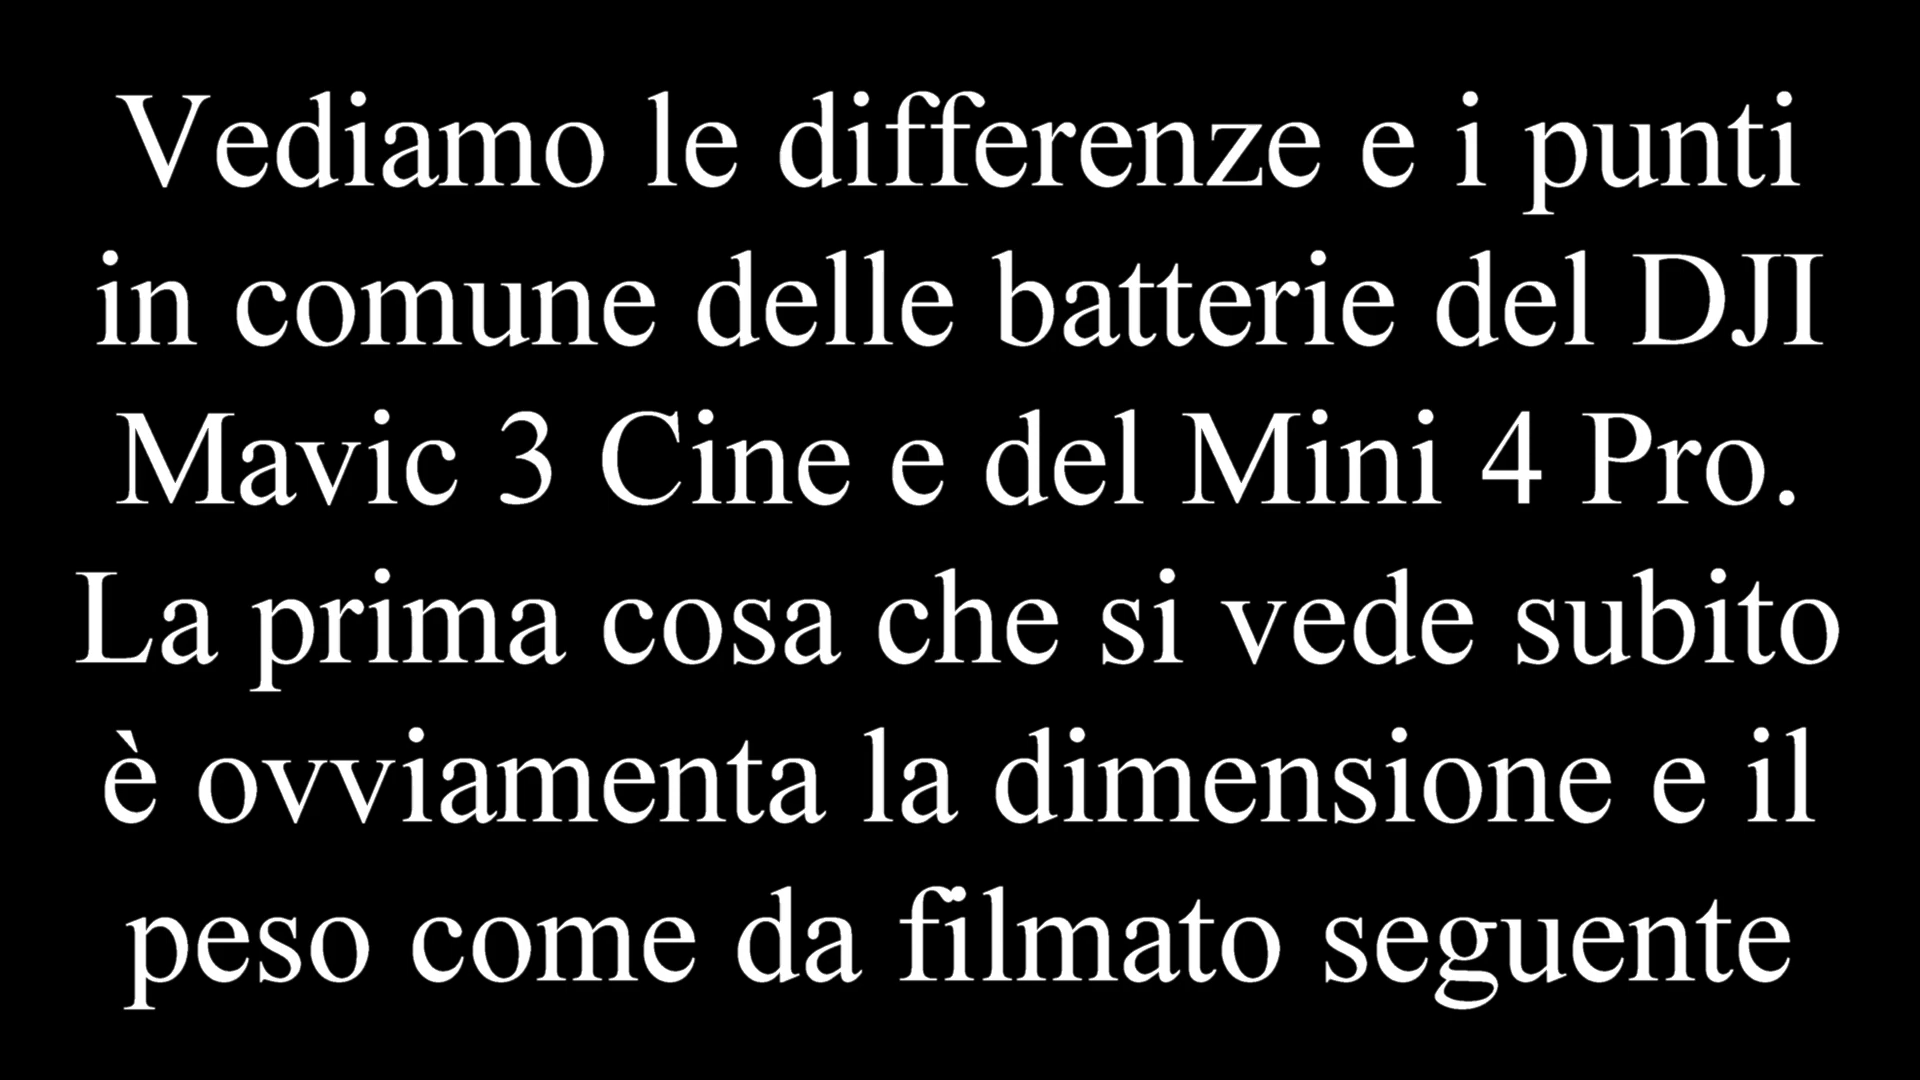 Vediamo le differenze e i punti
in comune delle batterie del DJI
Mavic 3 Cine e del Mini 4 Pro.
La prima cosa che si vede subito
è ovviamenta la dimensione e il
peso come da filmato seguente